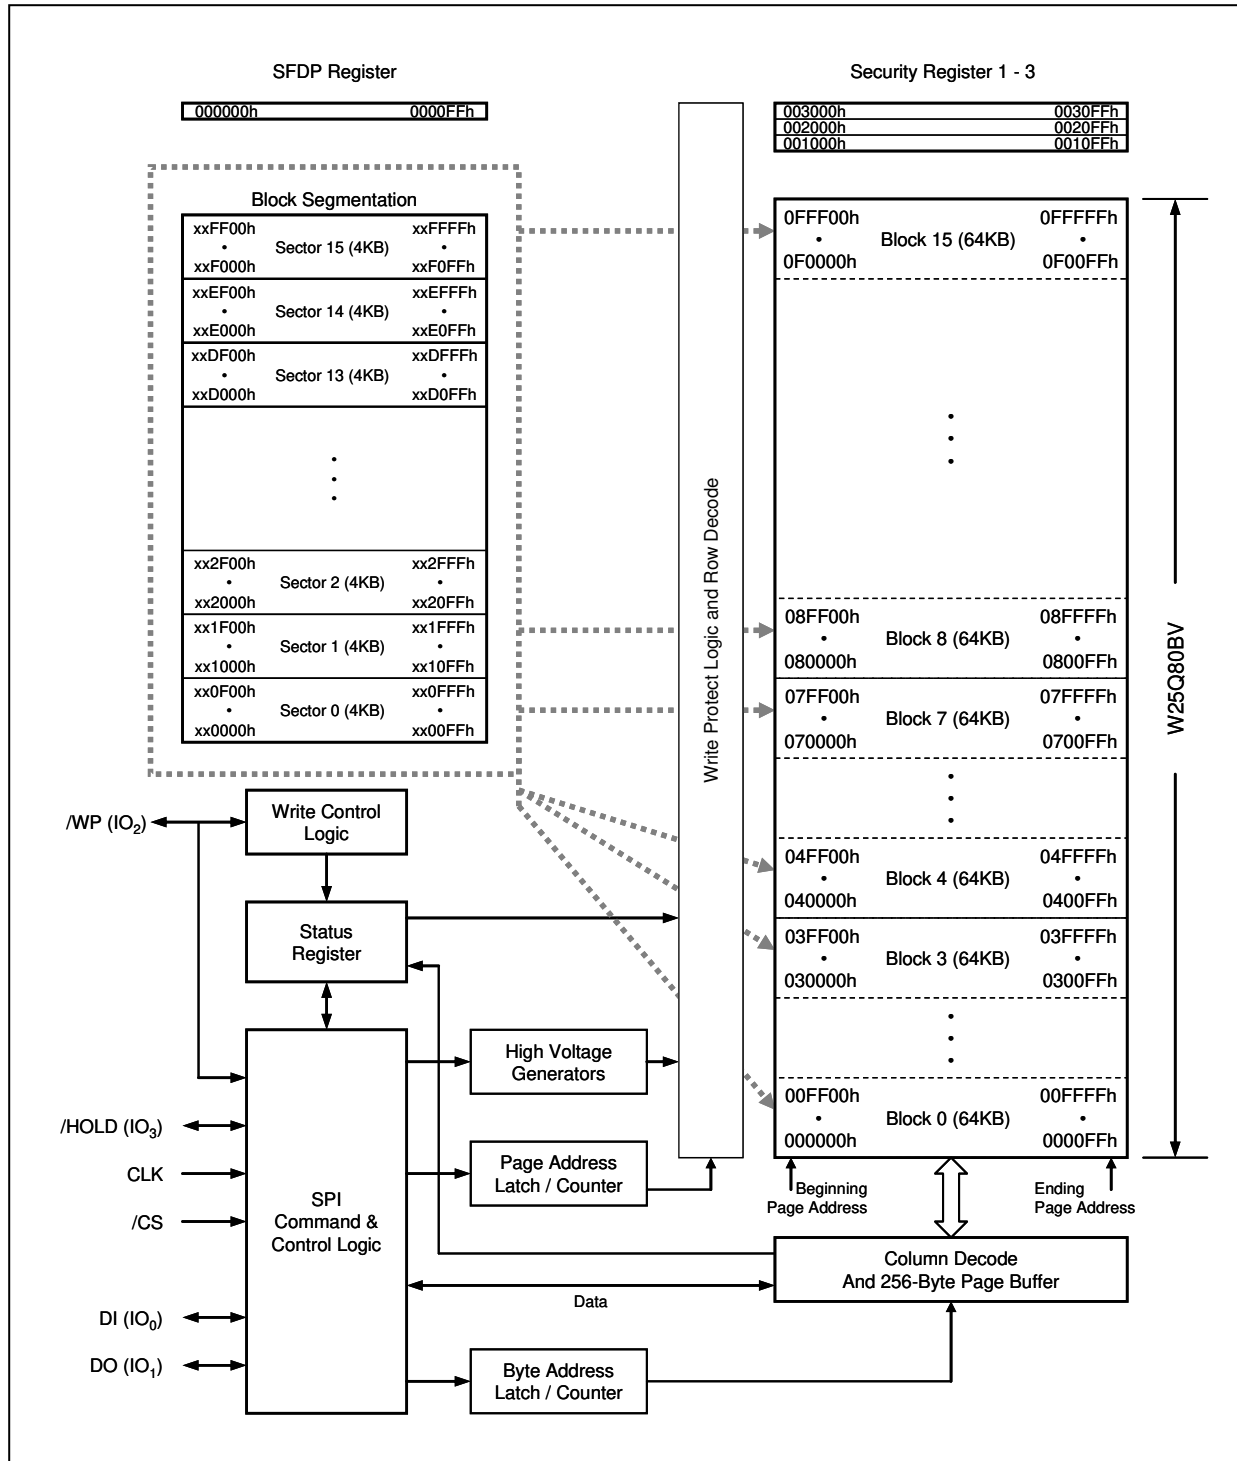 SFDP Register
000000h 0000FFh
Security Register 1 - 3
003000h 0030FFh
002000h 0020FFh
001000h 0010FFh
Block Segmentation
xxFF00h xxFFFFh
• Sector 15 (4KB) •
xxF000h xxF0FFh
xxEF00h xxEFFFh
• Sector 14 (4KB) •
xxE000h xxE0FFh
xxDF00h xxDFFFh
• Sector 13 (4KB) •
xxD000h xxD0FFh
xx2F00h xx2FFFh
• Sector 2 (4KB) •
xx2000h xx20FFh
xx1F00h xx1FFFh
• Sector 1 (4KB) •
xx1000h xx10FFh
xx0F00h xx0FFFh
• Sector 0 (4KB) •
xx0000h xx00FFh
Write Protect Logic and Row Decode
0FFF00h 0FFFFFh
• Block 15 (64KB) •
0F0000h 0F00FFh
08FF00h 08FFFFh
• Block 8 (64KB) •
080000h 0800FFh
07FF00h 07FFFFh
• Block 7 (64KB) •
070000h 0700FFh
04FF00h 04FFFFh
• Block 4 (64KB) •
040000h 0400FFh
03FF00h 03FFFFh
• Block 3 (64KB) •
030000h 0300FFh
00FF00h 00FFFFh
• Block 0 (64KB) •
000000h 0000FFh
W25Q80BV
Beginning
Page Address
Ending
Page Address
/WP (IO₂)
Write Control
Logic
Status
Register
High Voltage
Generators
/HOLD (IO₃)
CLK
/CS
DI (IO₀)
DO (IO₁)
SPI
Command &
Control Logic
Page Address
Latch / Counter
Column Decode
And 256-Byte Page Buffer
Data
Byte Address
Latch / Counter